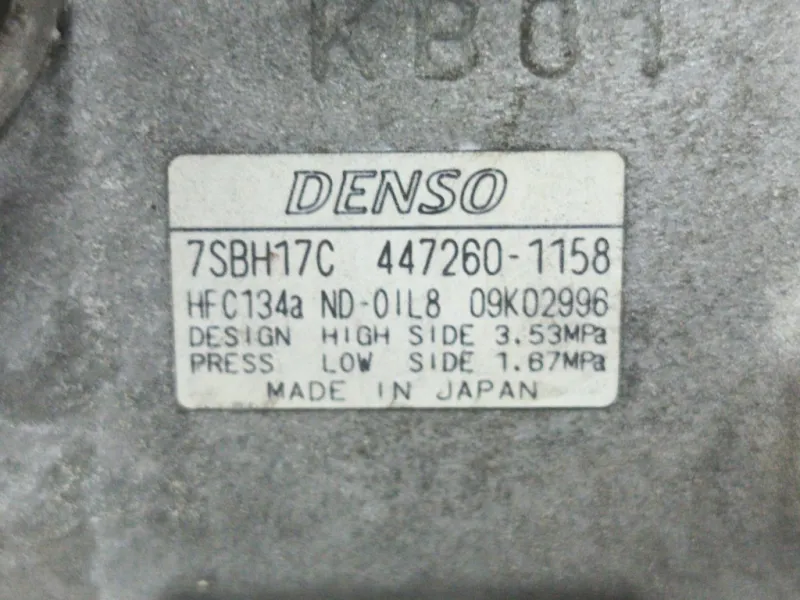 KB01
DENSO
7SBH17C 447260-1158
HFC134a ND-OIL8 09K02996
DESIGN HIGH SIDE 3.53MPa
PRESS LOW SIDE 1.67MPa
MADE IN JAPAN